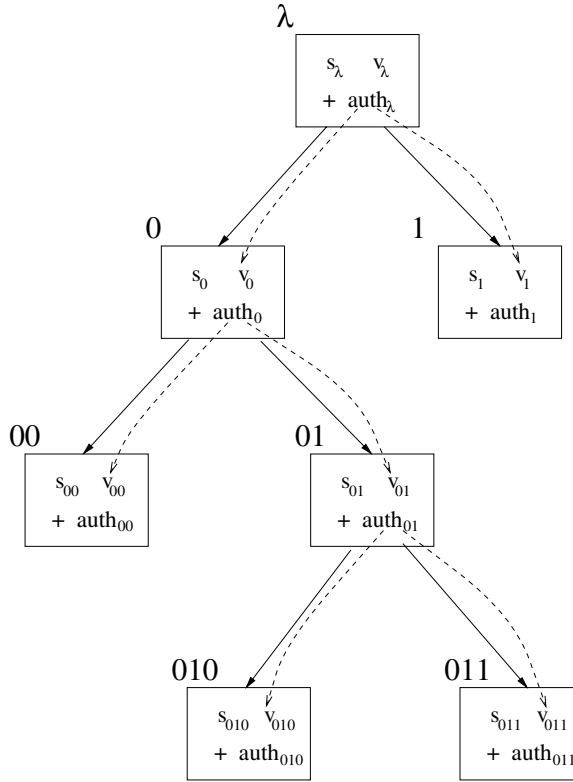 λ
s_λ v_λ
+ auth_λ
0
s_0 v_0
+ auth_0
1
s_1 v_1
+ auth_1
00
s_00 v_00
+ auth_00
01
s_01 v_01
+ auth_01
010
s_010 v_010
+ auth_010
011
s_011 v_011
+ auth_011